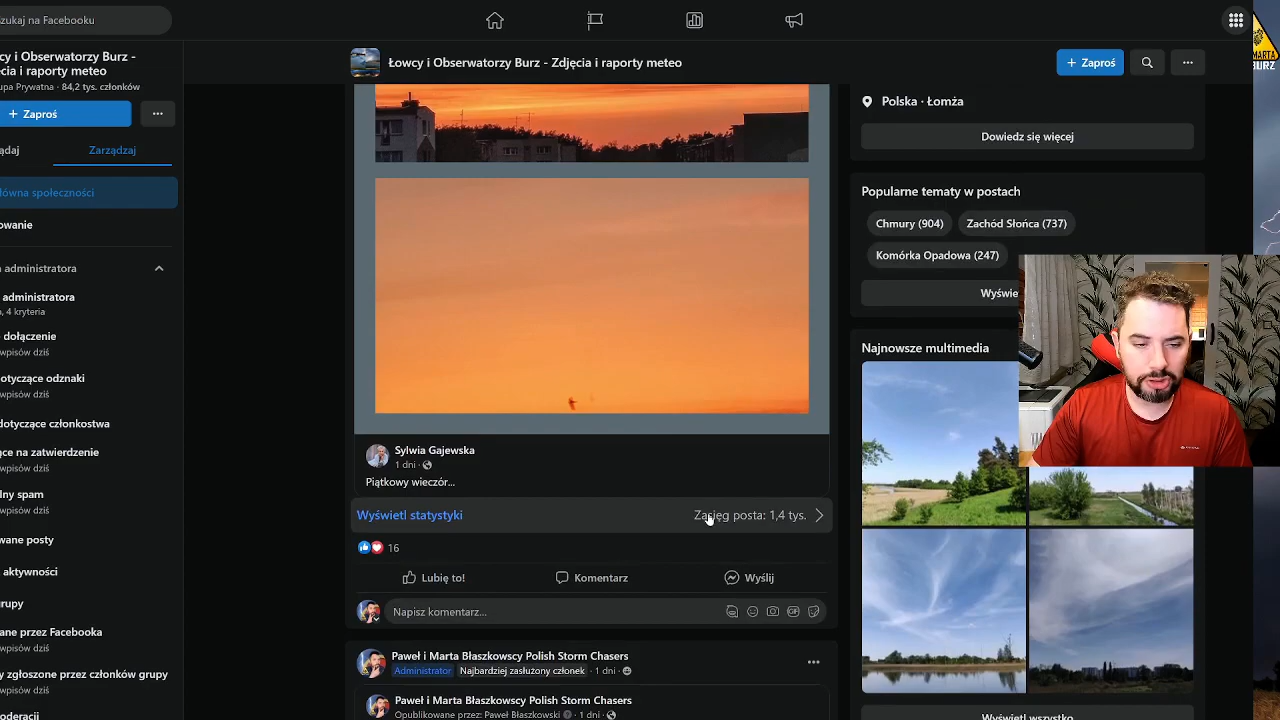 zukaj na Facebooku
MARTA
BURZ
cy i Obserwatorzy Burz -
ęcia i raporty meteo
upa Prywatna · 84,2 tys. członków
+ Zaproś
ądaj
Zarządzaj
łówna społeczności
owanie
a administratora
administratora
, 4 kryteria
dołączenie
wpisów dziś
otyczące odznaki
wpisów dziś
dotyczące członkostwa
ące na zatwierdzenie
wpisów dziś
lny spam
wpisów dziś
wane posty
aktywności
rupy
ane przez Facebooka
wpisów dziś
y zgłoszone przez członków grupy
wpisów dziś
oderacji
Łowcy i Obserwatorzy Burz - Zdjęcia i raporty meteo
+ Zaproś
Sylwia Gajewska
1 dni
Piątkowy wieczór...
Wyświetl statystyki
Zasięg posta: 1,4 tys.
16
Lubię to!
Komentarz
Wyślij
Napisz komentarz...
GIF
Paweł i Marta Błaszkowscy Polish Storm Chasers
Administrator
Najbardziej zasłużony członek · 1 dni
Paweł i Marta Błaszkowscy Polish Storm Chasers
Opublikowane przez: Paweł Błaszkowski · 1 dni
Polska · Łomża
Dowiedz się więcej
Popularne tematy w postach
Chmury (904)
Zachód Słońca (737)
Komórka Opadowa (247)
Wyświe
Najnowsze multimedia
Wyświetl wszystko